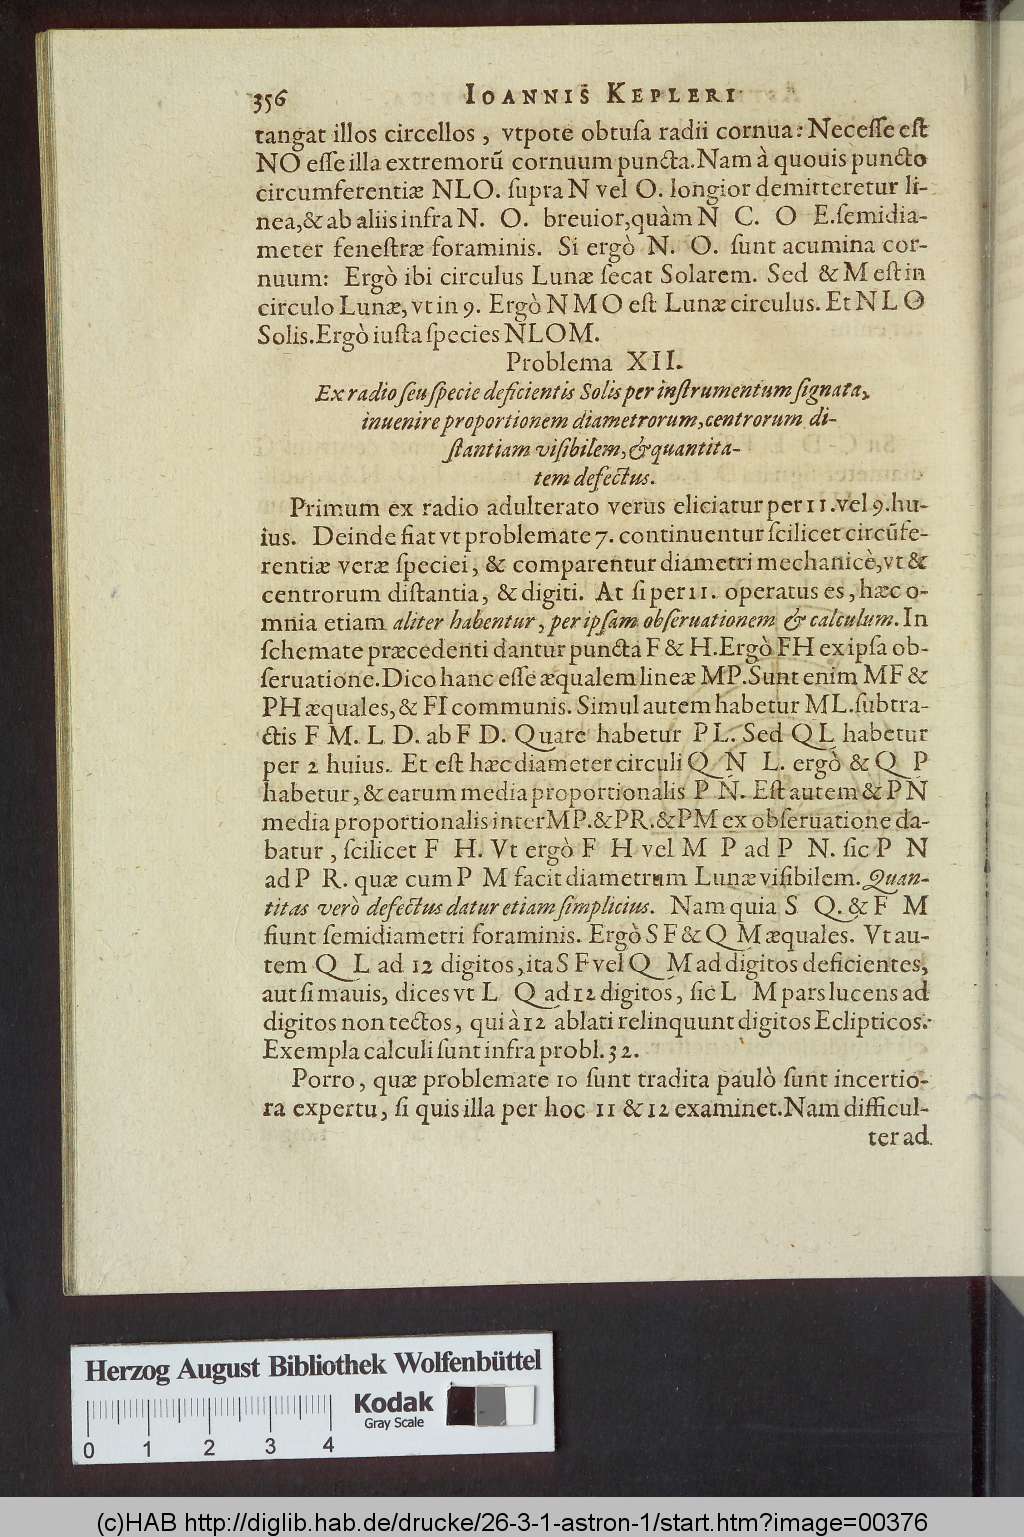 356 IOANNIS KEPLERI
tangat illos circellos, vtpote obtuſa radii cornua: Neceſſe eſt
NO eſſe illa extremorū cornuum puncta. Nam à quouis puncto
circumferentiæ NLO. ſupra N vel O. longior demitteretur li-
nea, & ab aliis infra N. O. breuior, quàm N C. O E. ſemidia-
meter feneſtræ foraminis. Si ergò N. O. ſunt acumina cor-
nuum: Ergò ibi circulus Lunæ ſecat Solarem. Sed & M eſt in
circulo Lunæ, vt in 9. Ergò N M O eſt Lunæ circulus. Et N L O
Solis. Ergò iuſta ſpecies NLOM.
Problema XII.
Ex radio ſeu ſpecie deficientis Solis per inſtrumentum ſignata,
inuenire proportionem diametrorum, centrorum di-
ſtantiam viſibilem, & quantita-
tem defectus.
Primum ex radio adulterato verus eliciatur per 11. vel 9. hu-
ius. Deinde fiat vt problemate 7. continuentur ſcilicet circūfe-
rentiæ veræ ſpeciei, & comparentur diametri mechanicè, vt &
centrorum diſtantia, & digiti. At ſi per 11. operatus es, hæc o-
mnia etiam aliter habentur, per ipſam obſeruationem & calculum. In
ſchemate præcedenti dantur puncta F & H. Ergò FH ex ipſa ob-
ſeruatione. Dico hanc eſſe æqualem lineæ MP. Sunt enim MF &
PH æquales, & FI communis. Simul autem habetur ML. ſubtra-
ctis F M. L D. ab F D. Quare habetur P L. Sed Q L habetur
per 2 huius. Et eſt hæc diameter circuli Q N L. ergò & Q P
habetur, & earum media proportionalis P N. Eſt autem & P N
media proportionalis inter MP. & PR. & PM ex obſeruatione da-
batur, ſcilicet F H. Vt ergò F H vel M P ad P N. ſic P N
ad P R. quæ cum P M facit diametrum Lunæ viſibilem. Quan-
titas verò defectus datur etiam ſimplicius. Nam quia S Q. & F M
fiunt ſemidiametri foraminis. Ergò S F & Q M æquales. Vt au-
tem Q L ad 12 digitos, ita S F vel Q M ad digitos deficientes,
aut ſi mauis, dices vt L Q ad 12 digitos, ſic L M pars lucens ad
digitos non tectos, qui à 12 ablati relinquunt digitos Eclipticos.
Exempla calculi ſunt infra probl. 32.
Porro, quæ problemate 10 ſunt tradita paulò ſunt incertio-
ra expertu, ſi quis illa per hoc 11 & 12 examinet. Nam difficul-
ter ad
Herzog August Bibliothek Wolfenbüttel
Kodak
Gray Scale
0 1 2 3 4
(c)HAB http://diglib.hab.de/drucke/26-3-1-astron-1/start.htm?image=00376